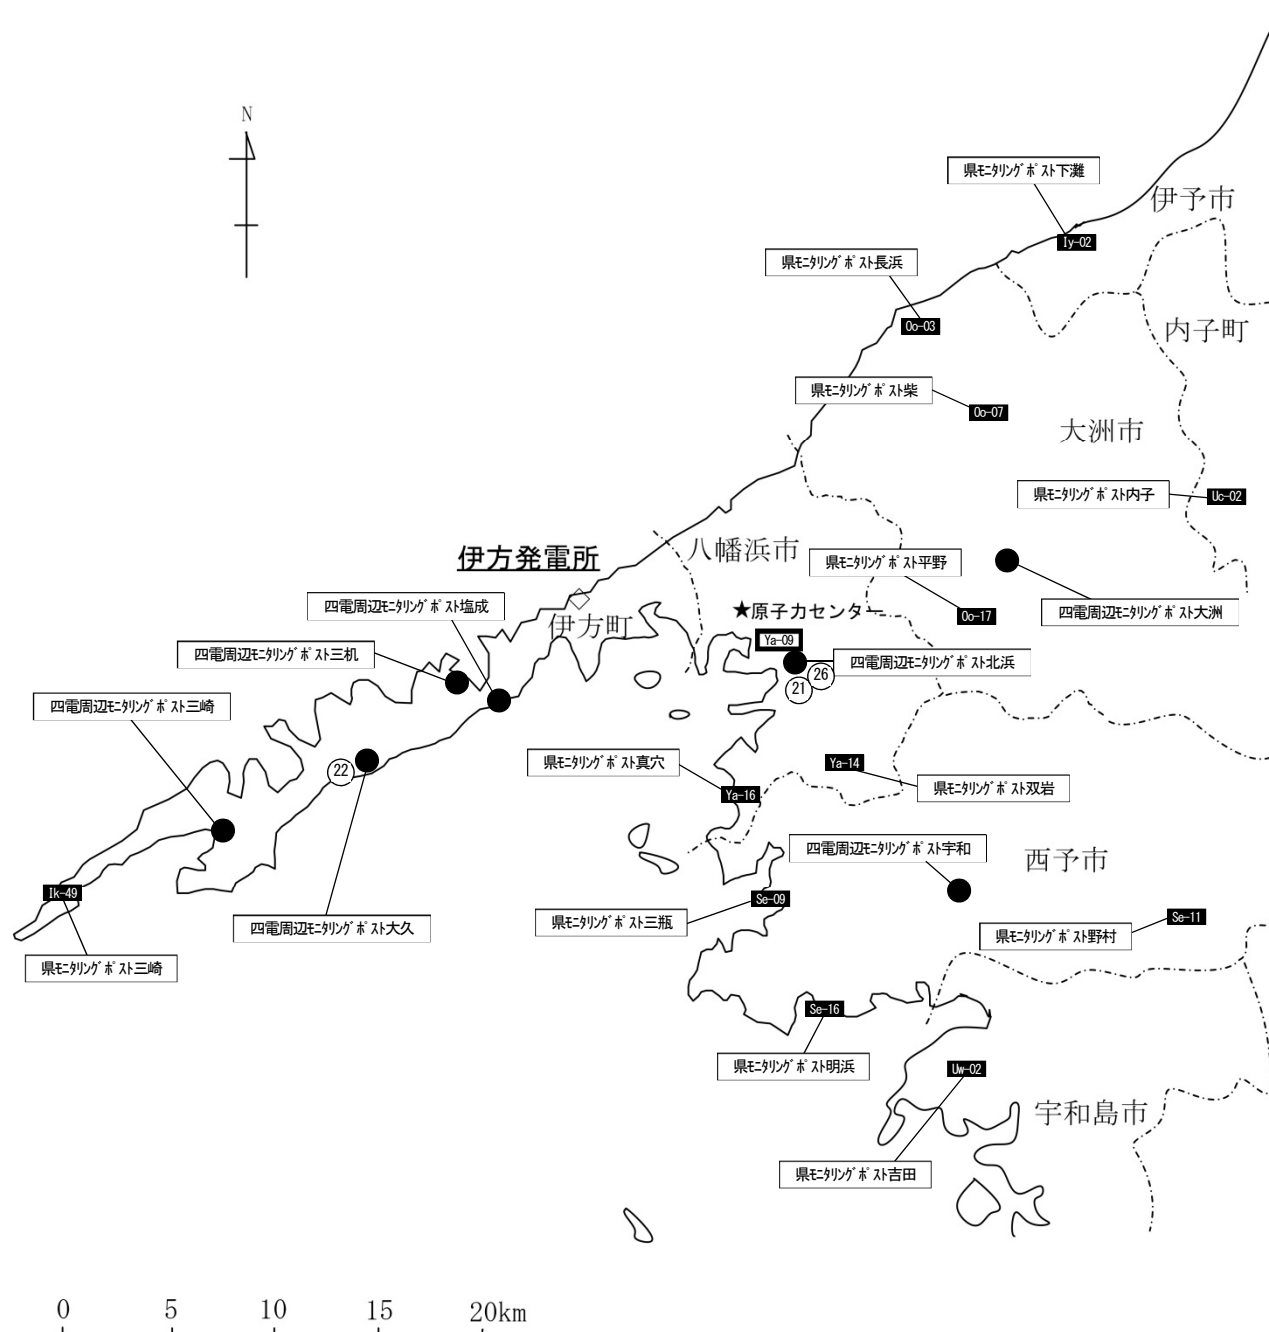 N
県ﾓﾆﾀﾘﾝｸﾞﾎﾟｽﾄ下灘
伊予市
Iy-02
県ﾓﾆﾀﾘﾝｸﾞﾎﾟｽﾄ長浜
Oo-03
内子町
県ﾓﾆﾀﾘﾝｸﾞﾎﾟｽﾄ柴
Oo-07
大洲市
県ﾓﾆﾀﾘﾝｸﾞﾎﾟｽﾄ内子
Uc-02
伊方発電所
八幡浜市
県ﾓﾆﾀﾘﾝｸﾞﾎﾟｽﾄ平野
四電周辺ﾓﾆﾀﾘﾝｸﾞﾎﾟｽﾄ塩成
伊方町
★原子力センター
Oo-17
四電周辺ﾓﾆﾀﾘﾝｸﾞﾎﾟｽﾄ大洲
Ya-09
四電周辺ﾓﾆﾀﾘﾝｸﾞﾎﾟｽﾄ三机
四電周辺ﾓﾆﾀﾘﾝｸﾞﾎﾟｽﾄ北浜
26
21
四電周辺ﾓﾆﾀﾘﾝｸﾞﾎﾟｽﾄ三崎
22
県ﾓﾆﾀﾘﾝｸﾞﾎﾟｽﾄ真穴
Ya-14
県ﾓﾆﾀﾘﾝｸﾞﾎﾟｽﾄ双岩
Ya-16
四電周辺ﾓﾆﾀﾘﾝｸﾞﾎﾟｽﾄ宇和
西予市
Ik-49
Se-09
四電周辺ﾓﾆﾀﾘﾝｸﾞﾎﾟｽﾄ大久
県ﾓﾆﾀﾘﾝｸﾞﾎﾟｽﾄ三瓶
Se-11
県ﾓﾆﾀﾘﾝｸﾞﾎﾟｽﾄ野村
県ﾓﾆﾀﾘﾝｸﾞﾎﾟｽﾄ三崎
Se-16
県ﾓﾆﾀﾘﾝｸﾞﾎﾟｽﾄ明浜
Uw-02
宇和島市
県ﾓﾆﾀﾘﾝｸﾞﾎﾟｽﾄ吉田
0 5 10 15 20km